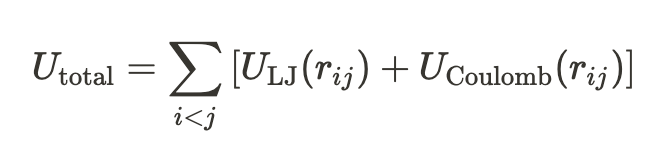 U_total = ∑_{i<j} [U_LJ(r_ij) + U_Coulomb(r_ij)]